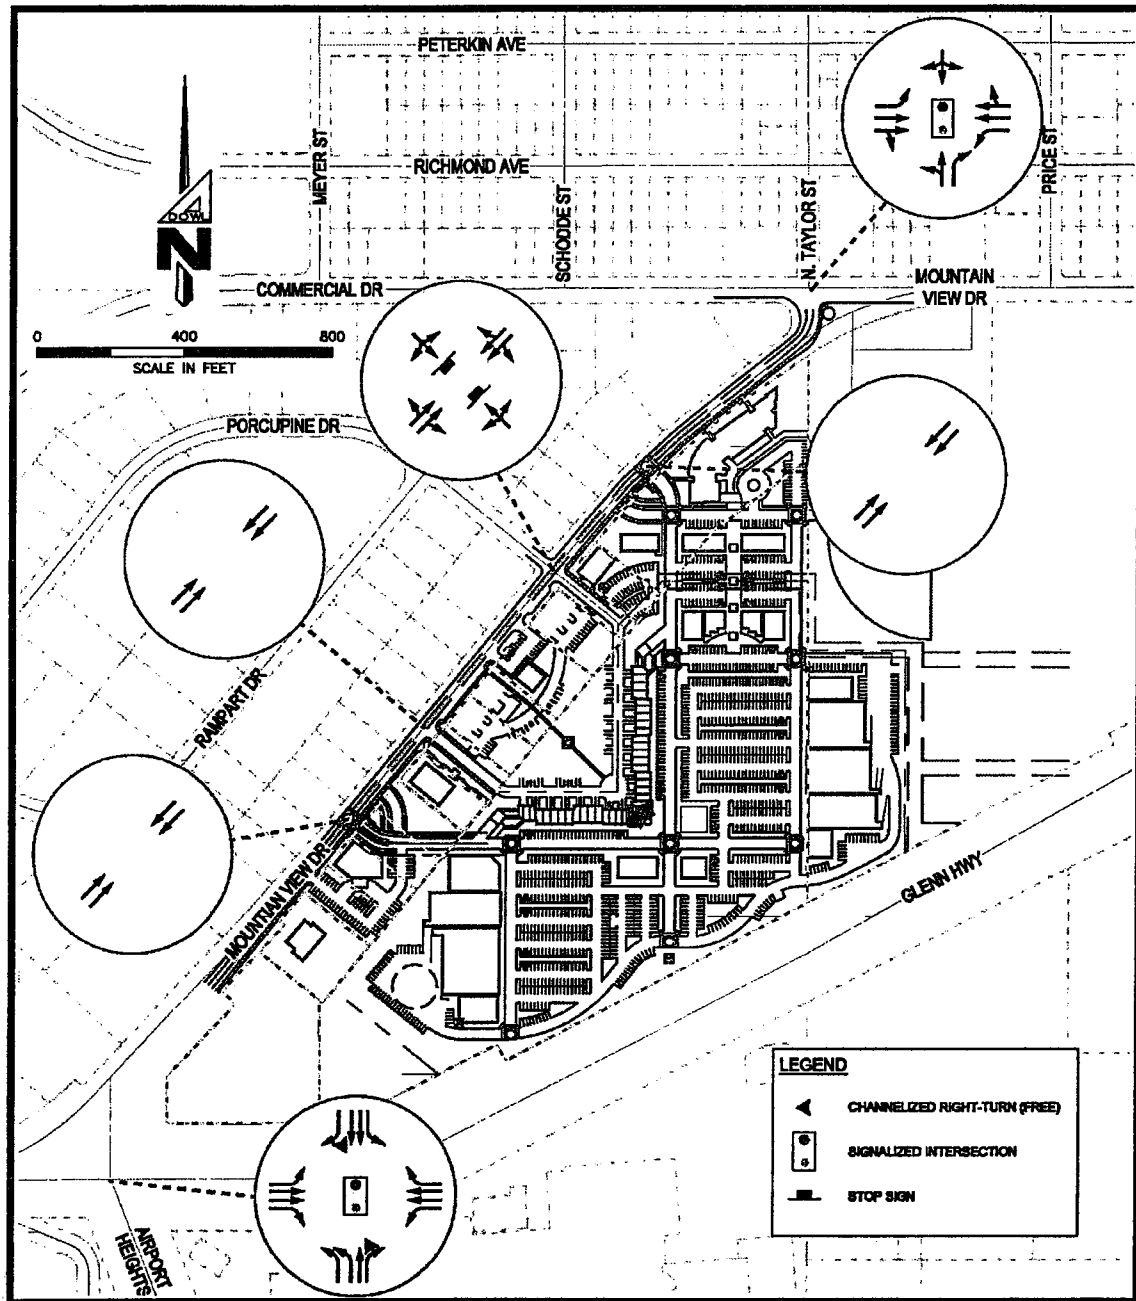 PETERKIN AVE
MEYER ST
RICHMOND AVE
SCHODDE ST
N. TAYLOR ST
PRICE ST
DOWL
N
COMMERCIAL DR
MOUNTAIN
VIEW DR
0 400 800
SCALE IN FEET
PORCUPINE DR
RAMPART DR
MOUNTIAN VIEW DR
GLENN HWY
AIRPORT
HEIGHTS
LEGEND
CHANNELIZED RIGHT-TURN (FREE)
SIGNALIZED INTERSECTION
STOP SIGN